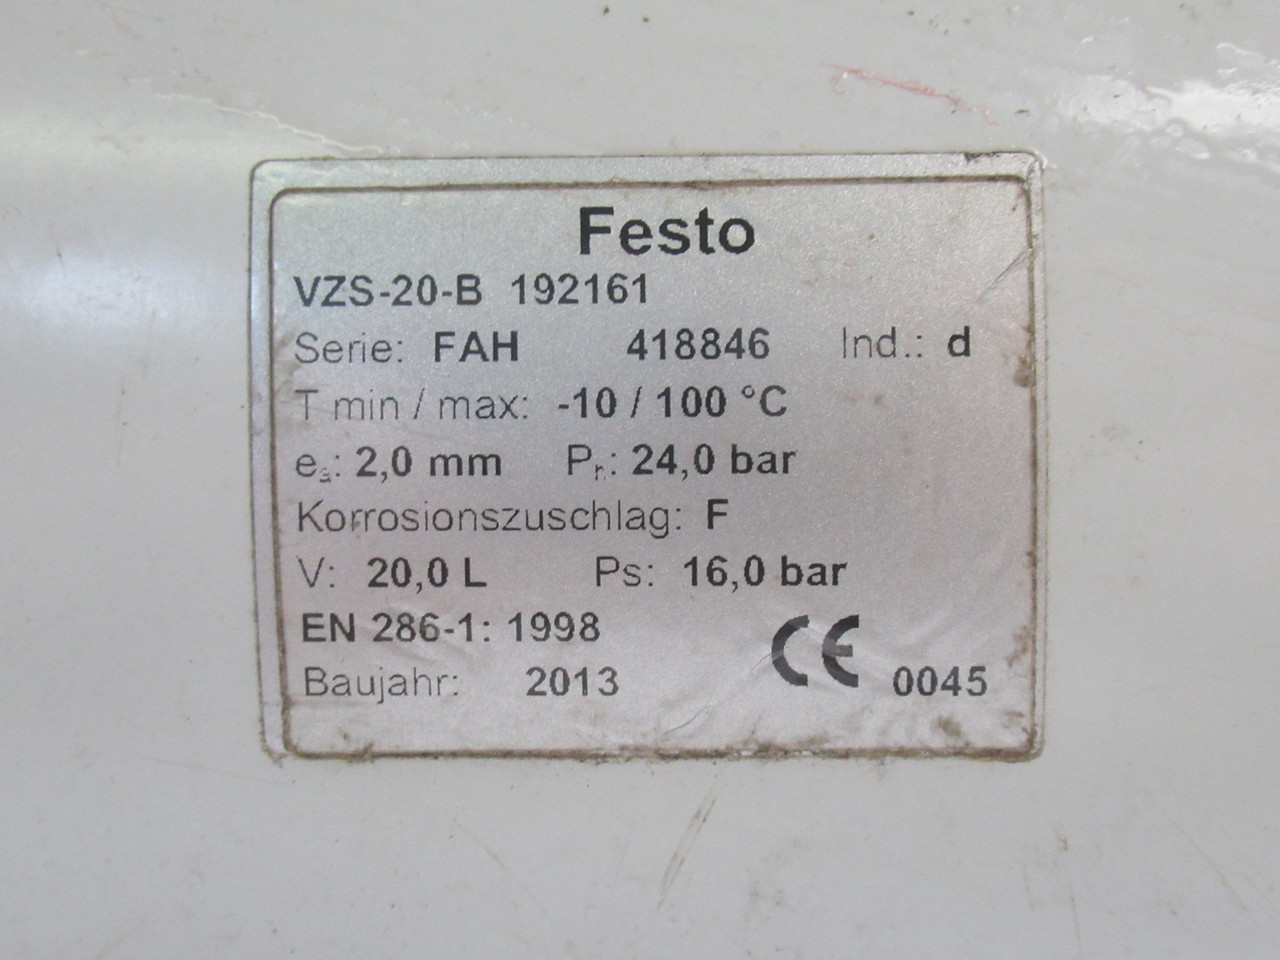 Festo
VZS-20-B 192161
Serie: FAH 418846 Ind.: d
T min / max: -10 / 100 °C
eₐ: 2,0 mm Pₕ: 24,0 bar
Korrosionszuschlag: F
V: 20,0 L Ps: 16,0 bar
EN 286-1: 1998
Baujahr: 2013 CE 0045